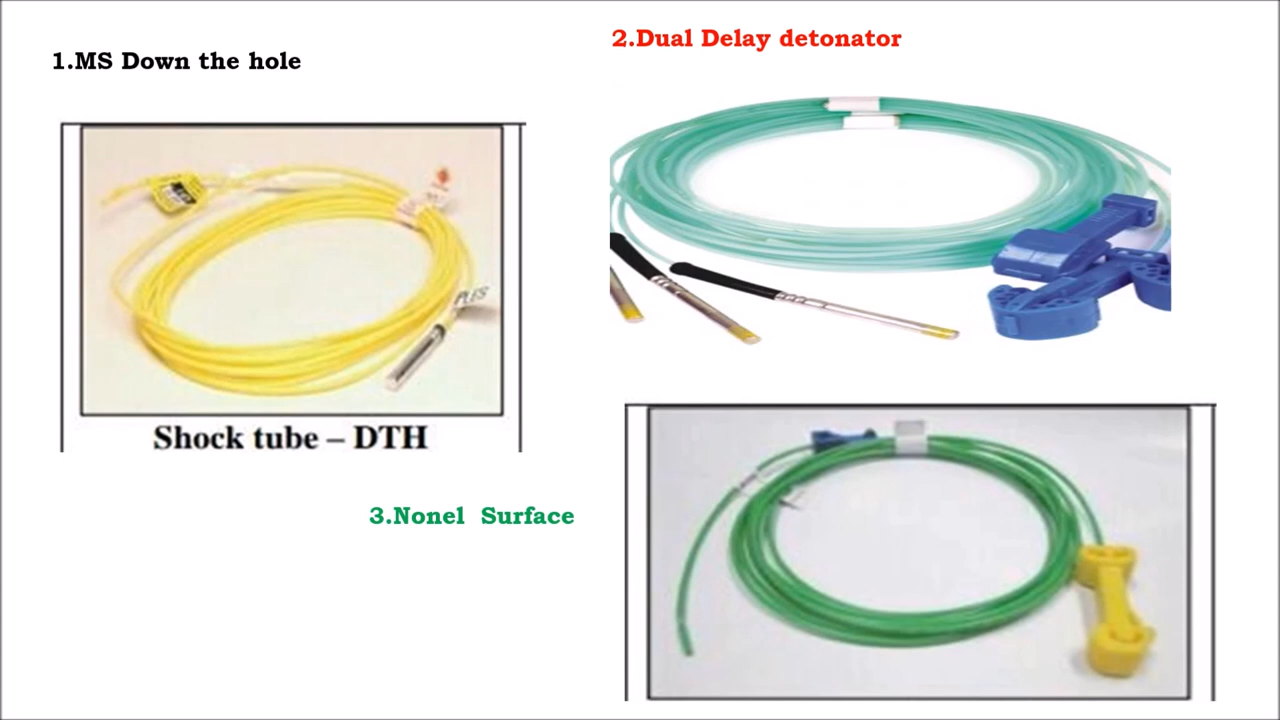 1.MS Down the hole
2.Dual Delay detonator
Shock tube – DTH
3.Nonel  Surface